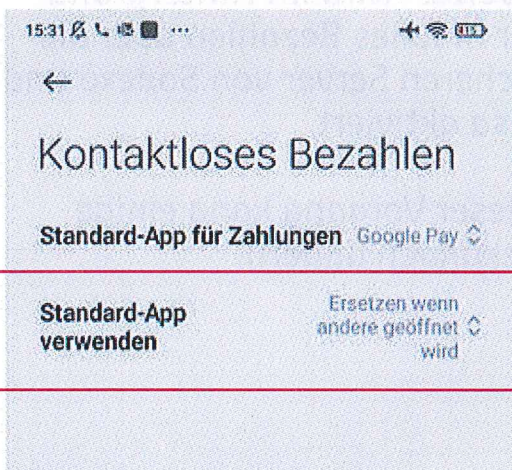 15:31
Kontaktloses Bezahlen
Standard-App für Zahlungen Google Pay
Standard-App
verwenden
Ersetzen wenn
andere geöffnet
wird